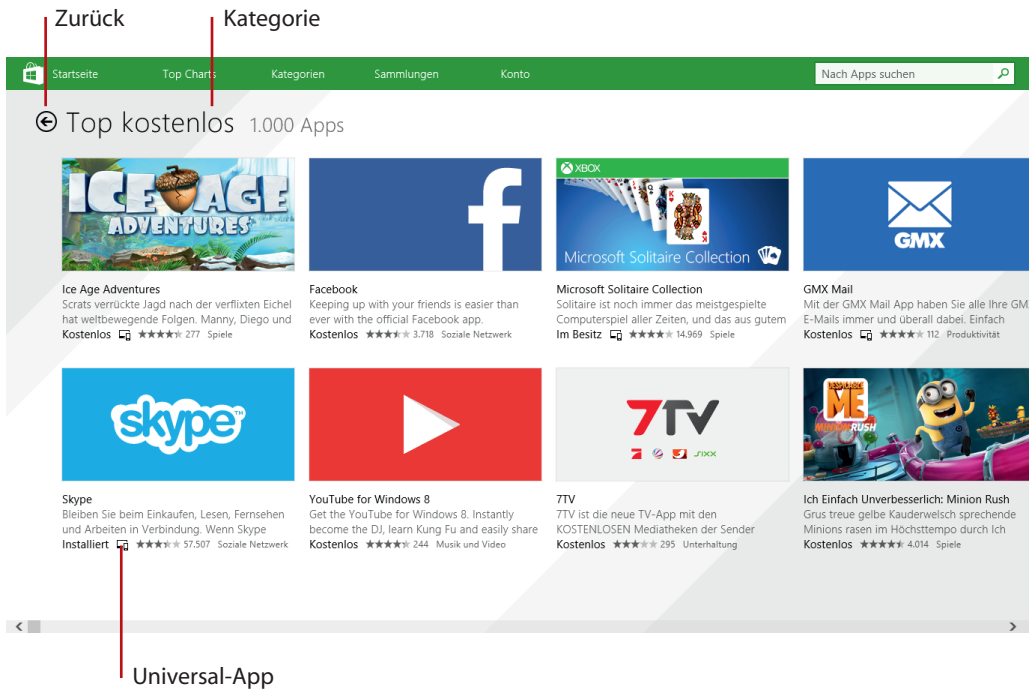 Zurück
Kategorie
Startseite Top Charts Kategorien Sammlungen Konto Nach Apps suchen
Top kostenlos 1.000 Apps
ICE AGE
ADVENTURES
f
XBOX
Microsoft Solitaire Collection
GMX
Ice Age Adventures
Scrats verrückte Jagd nach der verflixten Eichel
hat weltbewegende Folgen. Manny, Diego und
Kostenlos 277 Spiele
Facebook
Keeping up with your friends is easier than
ever with the official Facebook app.
Kostenlos 3.718 Soziale Netzwerk
Microsoft Solitaire Collection
Solitaire ist noch immer das meistgespielte
Computerspiel aller Zeiten, und das aus gutem
Im Besitz 14.969 Spiele
GMX Mail
Mit der GMX Mail App haben Sie alle Ihre GM
E-Mails immer und überall dabei. Einfach
Kostenlos 112 Produktivität
skype™
7TV
sixx
DESPICABLE
ME
MINION RUSH
Skype
Bleiben Sie beim Einkaufen, Lesen, Fernsehen
und Arbeiten in Verbindung. Wenn Skype
Installiert 57.507 Soziale Netzwerk
YouTube for Windows 8
Get the YouTube for Windows 8. Instantly
become the DJ, learn Kung Fu and easily share
Kostenlos 244 Musik und Video
7TV
7TV ist die neue TV-App mit den
KOSTENLOSEN Mediatheken der Sender
Kostenlos 295 Unterhaltung
Ich Einfach Unverbesserlich: Minion Rush
Grus treue gelbe Kauderwelsch sprechende
Minions rasen im Höchsttempo durch Ich
Kostenlos 4.014 Spiele
Universal-App